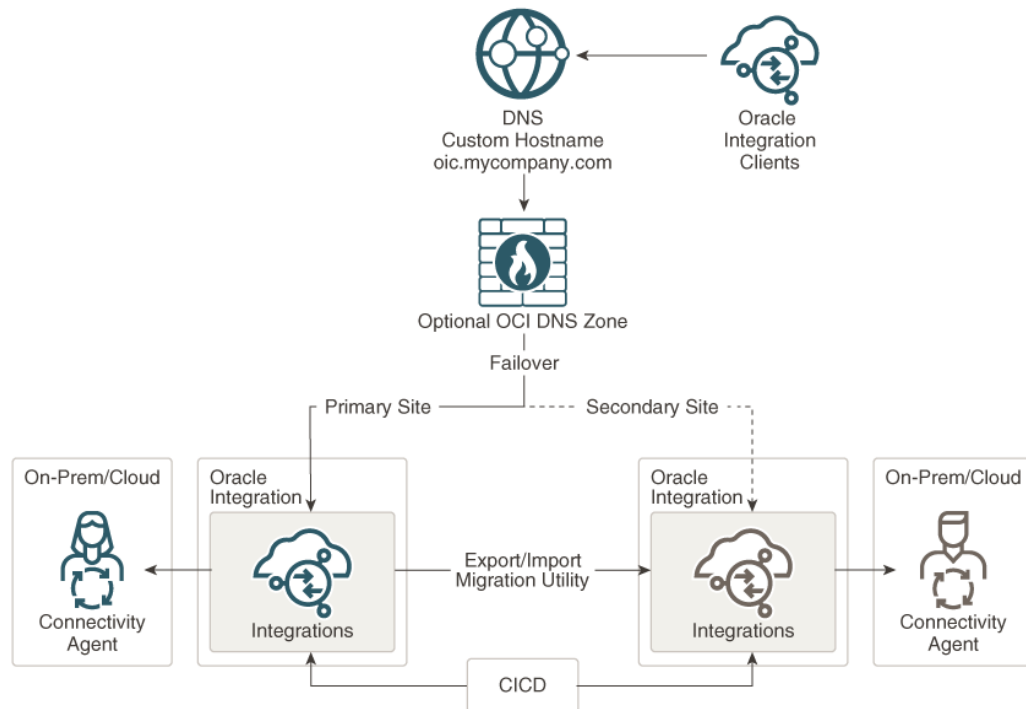 DNS
Custom Hostname
oic.mycompany.com
Oracle
Integration
Clients
Optional OCI DNS Zone
Failover
Primary Site
Secondary Site
On-Prem/Cloud
Connectivity
Agent
Oracle
Integration
Integrations
Export/Import
Migration Utility
Oracle
Integration
Integrations
On-Prem/Cloud
Connectivity
Agent
CICD